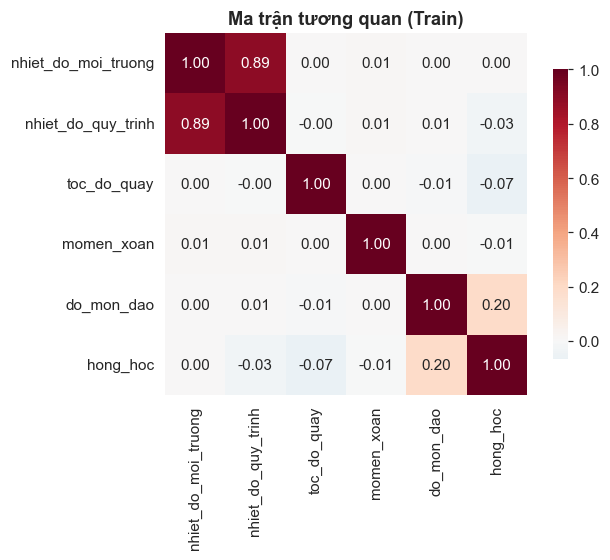 Ma trận tương quan (Train)
nhiet_do_moi_truong 1.00 0.89 0.00 0.01 0.00 0.00
nhiet_do_quy_trinh 0.89 1.00 -0.00 0.01 0.01 -0.03
toc_do_quay 0.00 -0.00 1.00 0.00 -0.01 -0.07
momen_xoan 0.01 0.01 0.00 1.00 0.00 -0.01
do_mon_dao 0.00 0.01 -0.01 0.00 1.00 0.20
hong_hoc 0.00 -0.03 -0.07 -0.01 0.20 1.00
nhiet_do_moi_truong
nhiet_do_quy_trinh
toc_do_quay
momen_xoan
do_mon_dao
hong_hoc
1.0
0.8
0.6
0.4
0.2
0.0